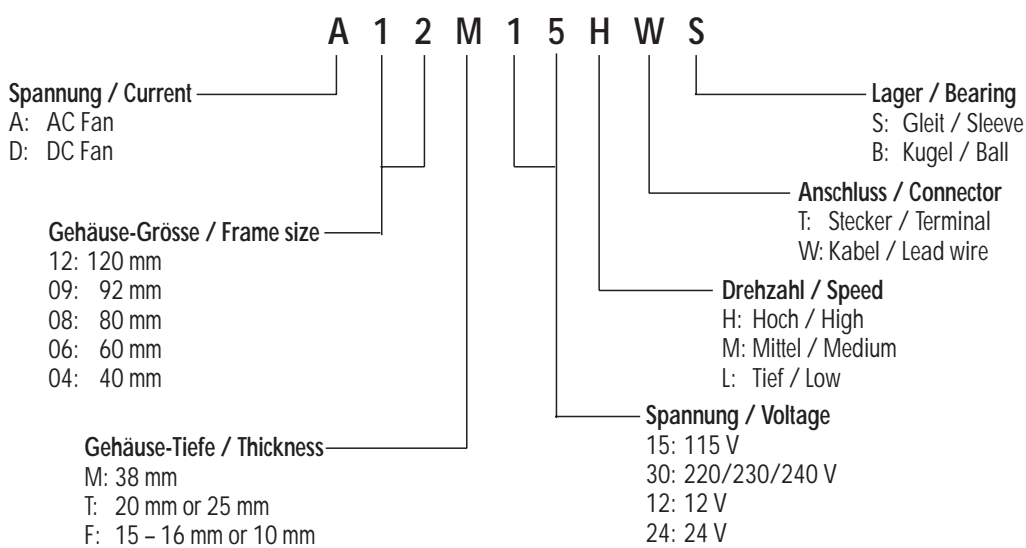 A 1 2 M 1 5 H W S
Spannung / Current
A: AC Fan
D: DC Fan
Lager / Bearing
S: Gleit / Sleeve
B: Kugel / Ball
Anschluss / Connector
T: Stecker / Terminal
W: Kabel / Lead wire
Gehäuse-Grösse / Frame size
12: 120 mm
09: 92 mm
08: 80 mm
06: 60 mm
04: 40 mm
Drehzahl / Speed
H: Hoch / High
M: Mittel / Medium
L: Tief / Low
Gehäuse-Tiefe / Thickness
M: 38 mm
T: 20 mm or 25 mm
F: 15 – 16 mm or 10 mm
Spannung / Voltage
15: 115 V
30: 220/230/240 V
12: 12 V
24: 24 V